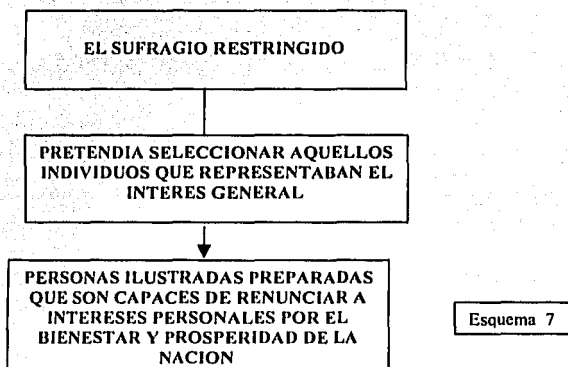 EL SUFRAGIO RESTRINGIDO
PRETENDIA SELECCIONAR AQUELLOS
INDIVIDUOS QUE REPRESENTABAN EL
INTERES GENERAL
PERSONAS ILUSTRADAS PREPARADAS
QUE SON CAPACES DE RENUNCIAR A
INTERESES PERSONALES POR EL
BIENESTAR Y PROSPERIDAD DE LA
NACION
Esquema 7